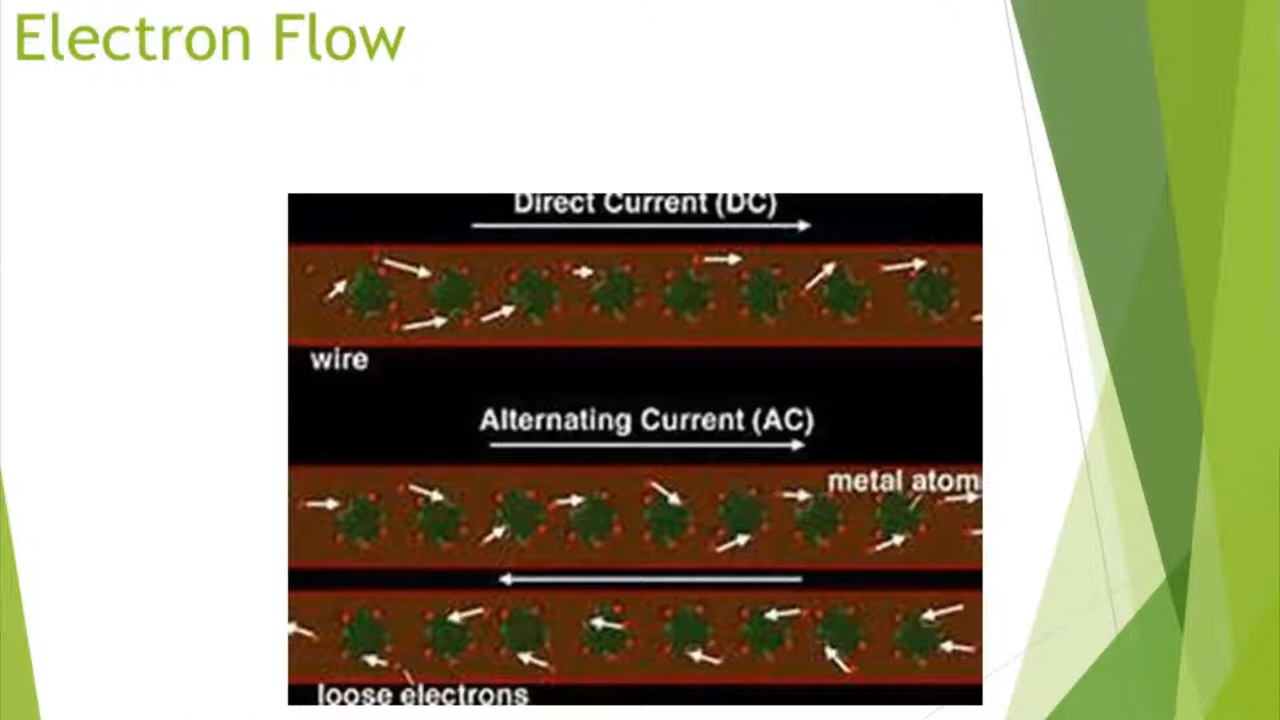 Electron Flow
Direct Current (DC)
wire
Alternating Current (AC)
metal atom
loose electrons